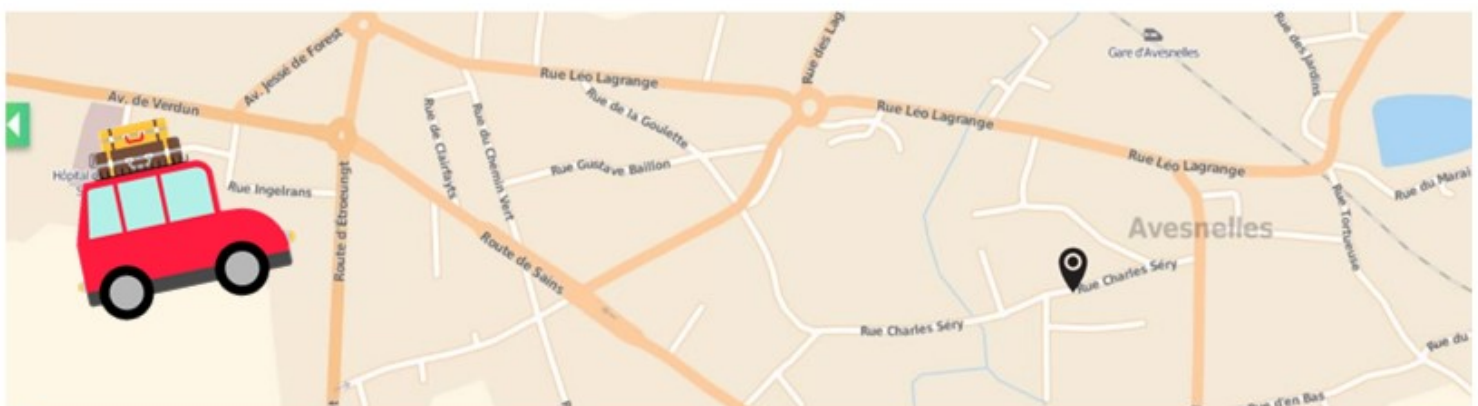 Rue des Lag
Rue des Jardins
Gare d'Avesnelles
Av. Jessé de Forest
Rue Léo Lagrange
Av. de Verdun
Rue de la Goulette
Rue Léo Lagrange
Rue de Clairfayts
Rue du Chemin Vert
Rue Gustave Baillon
Rue Léo Lagrange
Hôpital
Rue Ingelrans
Rue du Marai
Route d'Étroeungt
Rue Tortueuse
Avesnelles
Route de Sains
Rue Charles Séry
Rue Charles Séry
Rue du
Rue d'en Bas